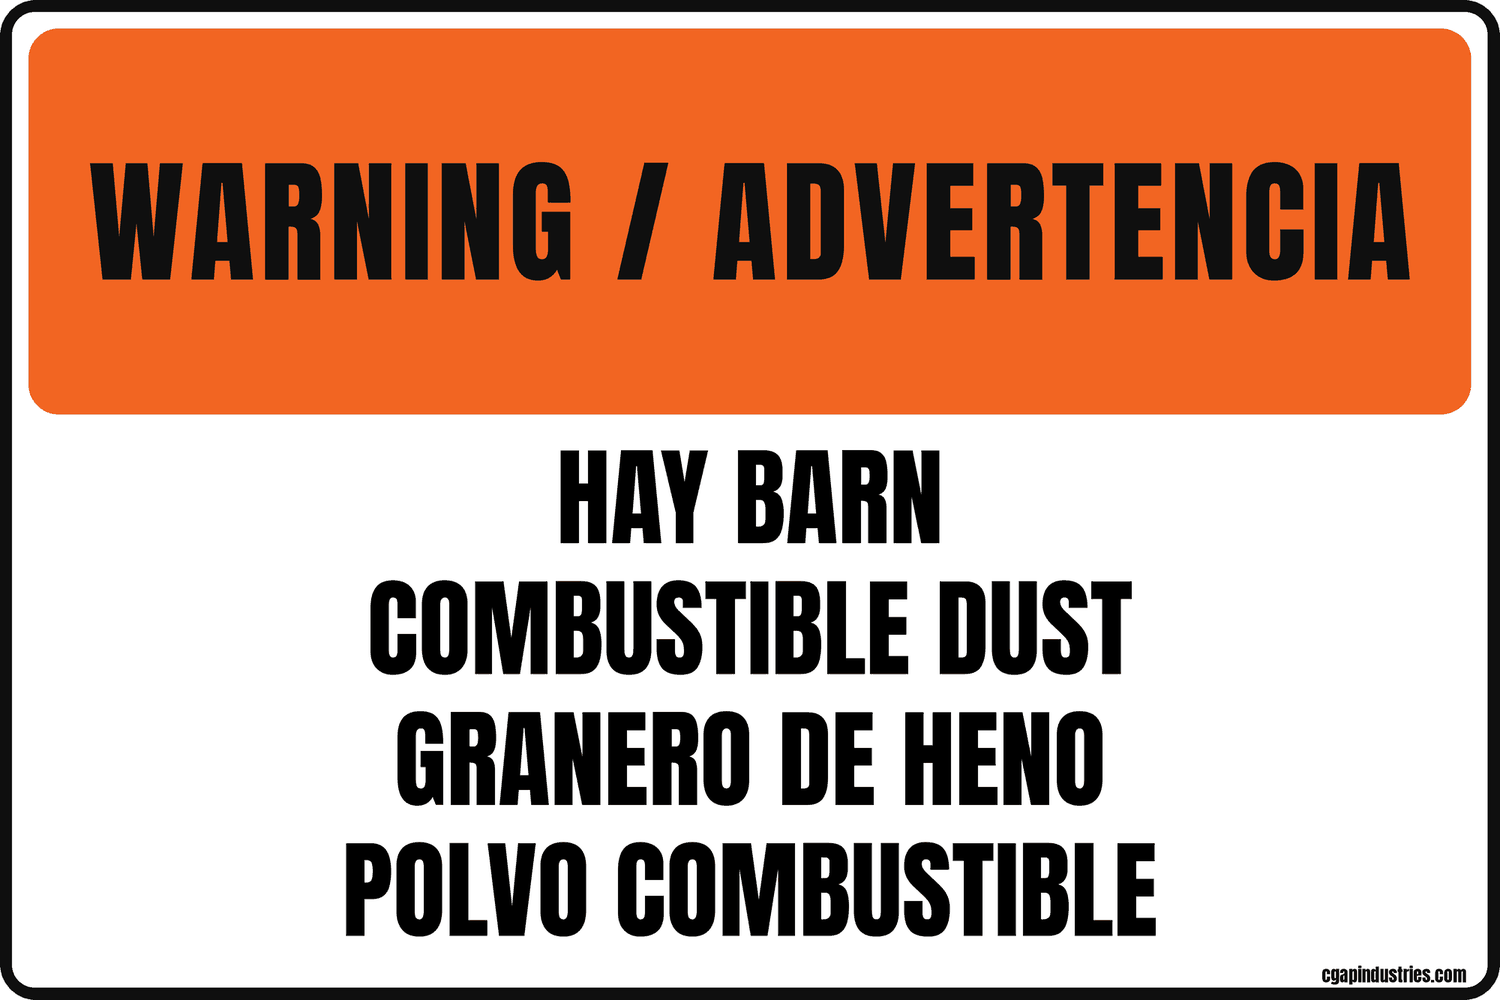 WARNING / ADVERTENCIA
HAY BARN
COMBUSTIBLE DUST
GRANERO DE HENO
POLVO COMBUSTIBLE
cgapindustries.com